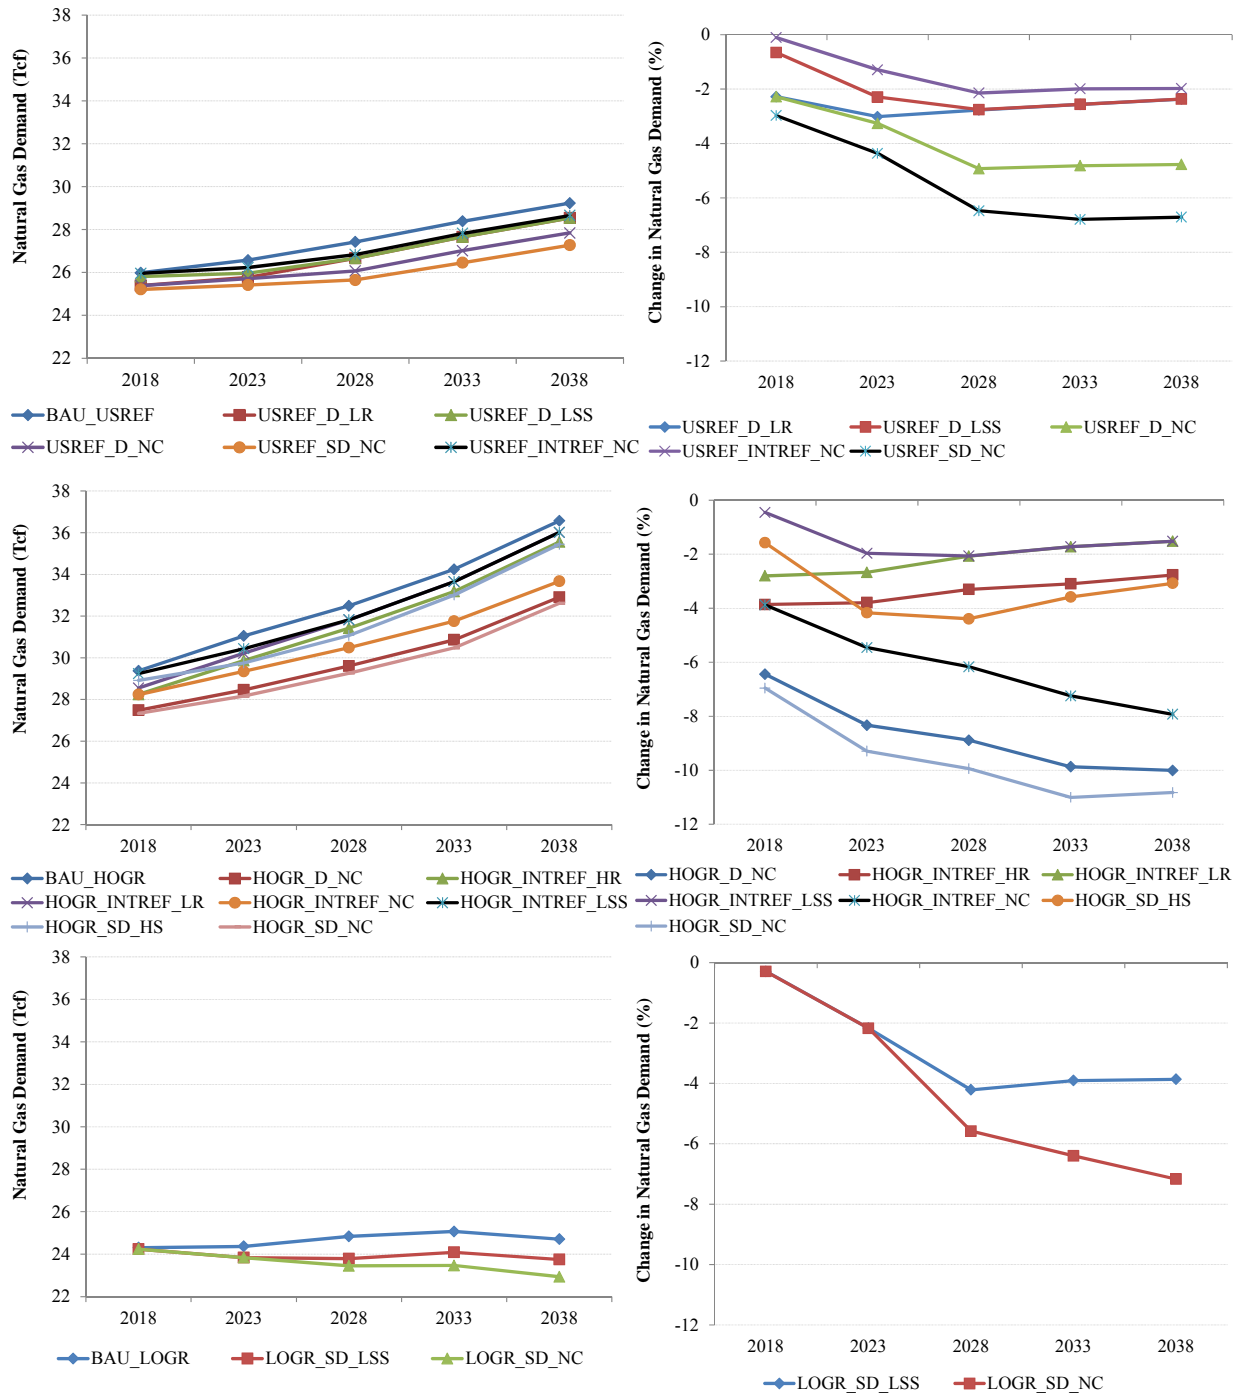 Natural Gas Demand (Tcf)
38
36
34
32
30
28
26
24
22
2018 2023 2028 2033 2038
BAU_USREF USREF_D_LR USREF_D_LSS
USREF_D_NC USREF_SD_NC USREF_INTREF_NC
Change in Natural Gas Demand (%)
0
-2
-4
-6
-8
-10
-12
2018 2023 2028 2033 2038
USREF_D_LR USREF_D_LSS USREF_D_NC
USREF_INTREF_NC USREF_SD_NC
Natural Gas Demand (Tcf)
38
36
34
32
30
28
26
24
22
2018 2023 2028 2033 2038
BAU_HOGR HOGR_D_NC HOGR_INTREF_HR
HOGR_INTREF_LR HOGR_INTREF_NC HOGR_INTREF_LSS
HOGR_SD_HS HOGR_SD_NC
Change in Natural Gas Demand (%)
0
-2
-4
-6
-8
-10
-12
2018 2023 2028 2033 2038
HOGR_D_NC HOGR_INTREF_HR HOGR_INTREF_LR
HOGR_INTREF_LSS HOGR_INTREF_NC HOGR_SD_HS
HOGR_SD_NC
Natural Gas Demand (Tcf)
38
36
34
32
30
28
26
24
22
2018 2023 2028 2033 2038
BAU_LOGR LOGR_SD_LSS LOGR_SD_NC
Change in Natural Gas Demand (%)
0
-2
-4
-6
-8
-10
-12
2018 2023 2028 2033 2038
LOGR_SD_LSS LOGR_SD_NC